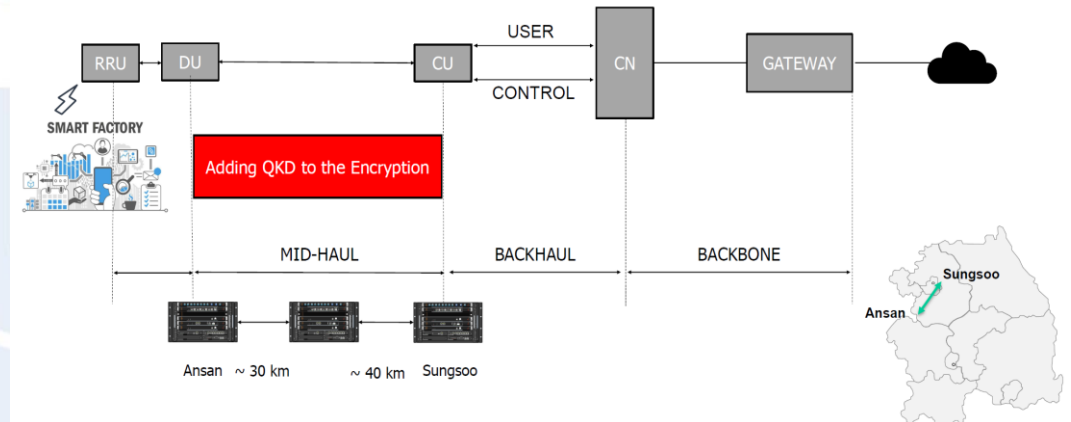 USER
RRU
DU
CU
CN
GATEWAY
CONTROL
SMART FACTORY
Adding QKD to the Encryption
MID-HAUL
BACKHAUL
BACKBONE
Sungsoo
Ansan
Ansan
~ 30 km
~ 40 km
Sungsoo